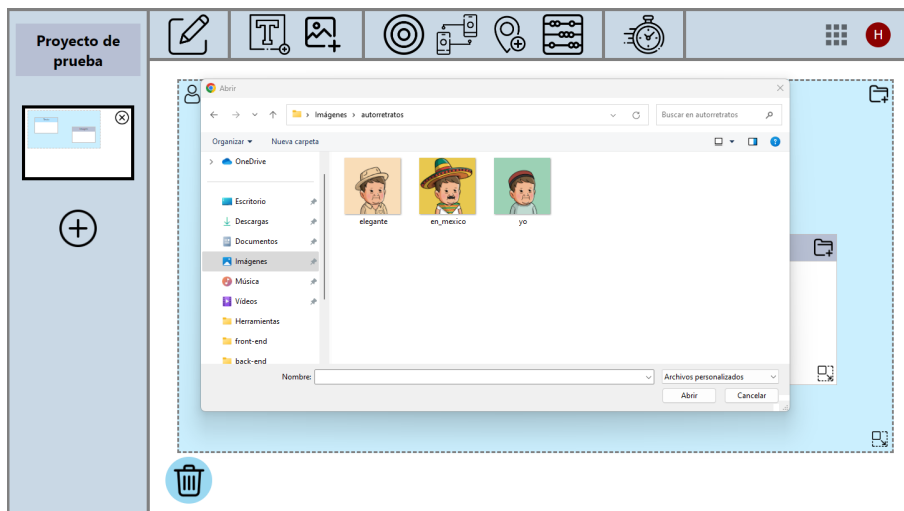 Proyecto de
prueba
T
H
Abrir
Imágenes > autorretratos
Buscar en autorretratos
Organizar
Nueva carpeta
OneDrive
Escritorio
Descargas
Documentos
Imágenes
Música
Vídeos
Herramientas
front-end
back-end
elegante
en_mexico
yo
Nombre:
Archivos personalizados
Abrir
Cancelar